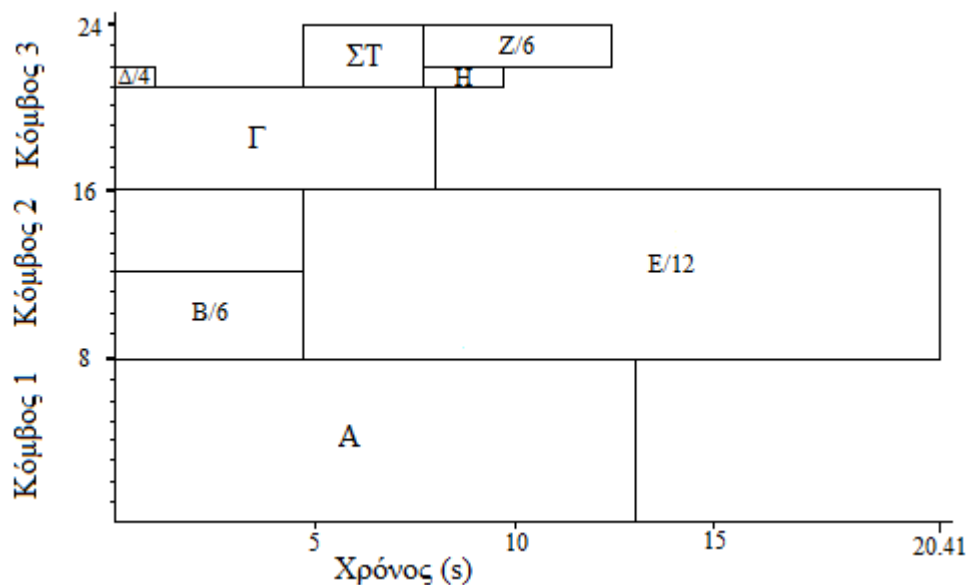 24
Κόμβος 3
ΣΤ
Ζ/6
Δ/4
Η
Γ
16
Κόμβος 2
Ε/12
Β/6
8
Κόμβος 1
Α
5
10
15
20.41
Χρόνος (s)